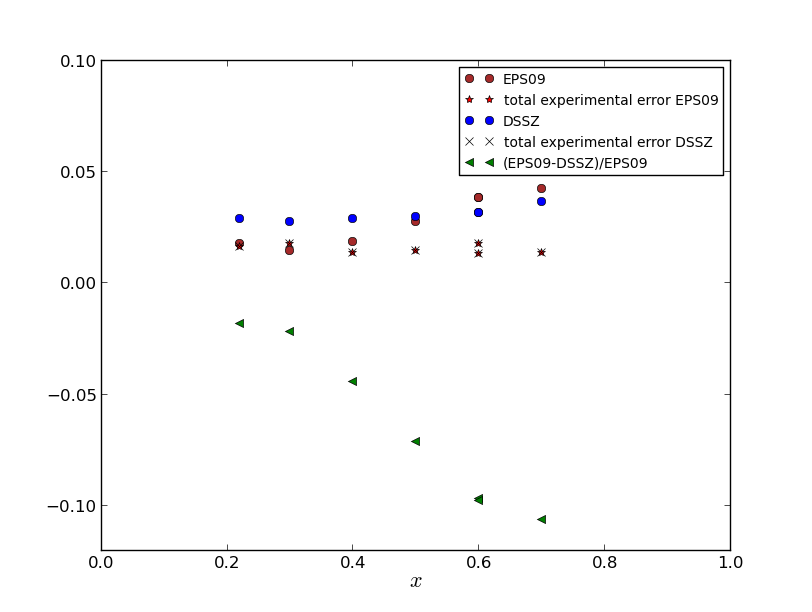 0.10
0.05
0.00
−0.05
−0.10
EPS09
total experimental error EPS09
DSSZ
total experimental error DSSZ
(EPS09-DSSZ)/EPS09
0.0 0.2 0.4 0.6 0.8 1.0
x